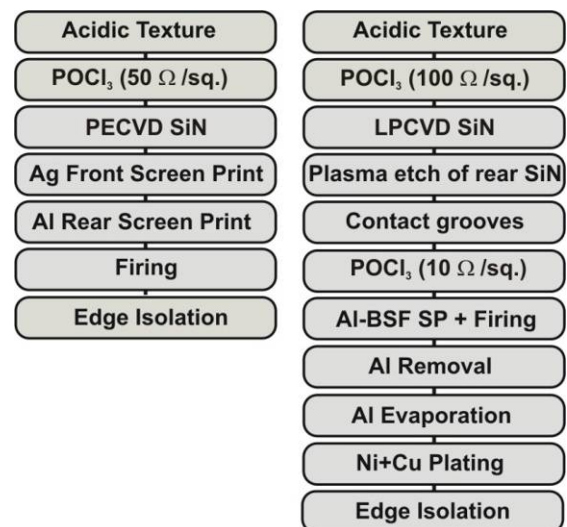 Acidic Texture
POCl₃ (50 Ω /sq.)
PECVD SiN
Ag Front Screen Print
Al Rear Screen Print
Firing
Edge Isolation
Acidic Texture
POCl₃ (100 Ω /sq.)
LPCVD SiN
Plasma etch of rear SiN
Contact grooves
POCl₃ (10 Ω /sq.)
Al-BSF SP + Firing
Al Removal
Al Evaporation
Ni+Cu Plating
Edge Isolation